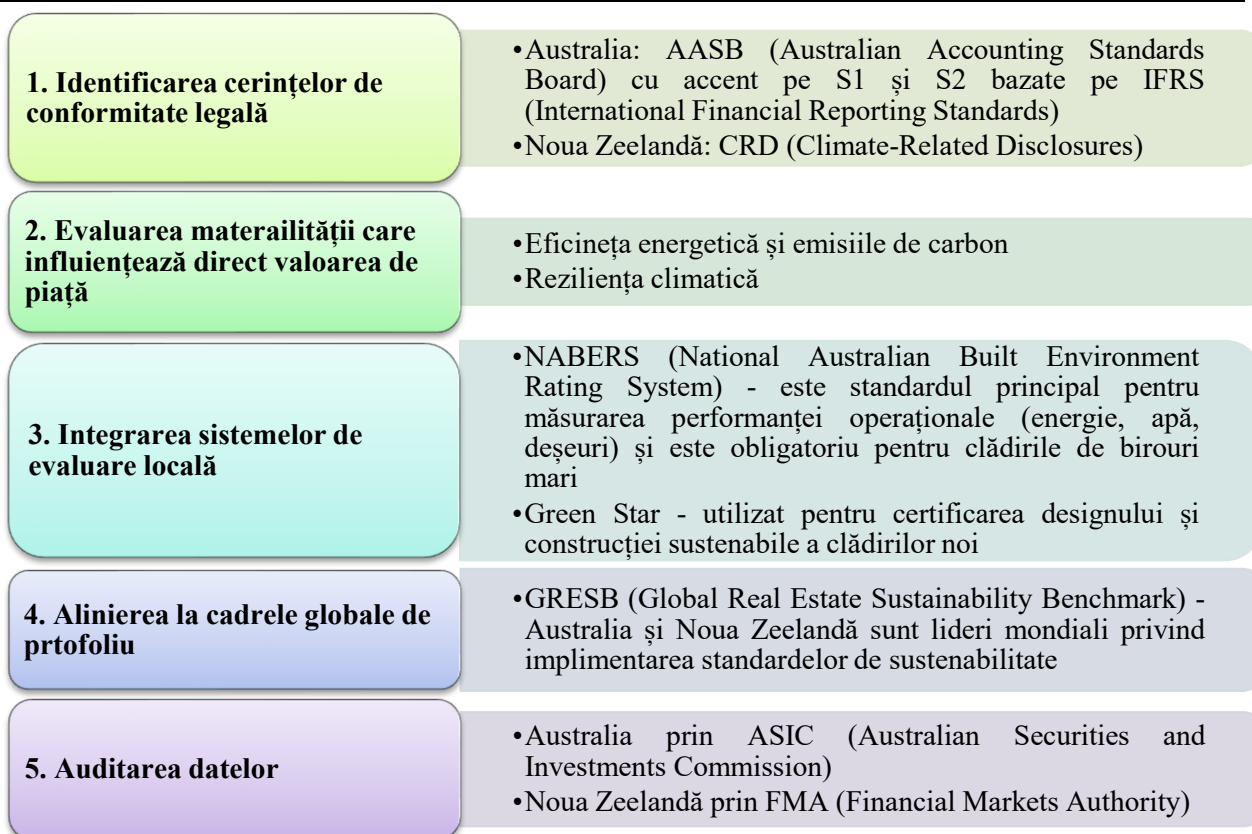 1. Identificarea cerințelor de
conformitate legală
•Australia: AASB (Australian Accounting Standards
Board) cu accent pe S1 și S2 bazate pe IFRS
(International Financial Reporting Standards)
•Noua Zeelandă: CRD (Climate-Related Disclosures)
2. Evaluarea materailității care
influiențează direct valoarea de
piață
•Eficineța energetică și emisiile de carbon
•Reziliența climatică
3. Integrarea sistemelor de
evaluare locală
•NABERS (National Australian Built Environment
Rating System) - este standardul principal pentru
măsurarea performanței operaționale (energie, apă,
deșeuri) și este obligatoriu pentru clădirile de birouri
mari
•Green Star - utilizat pentru certificarea designului și
construcției sustenabile a clădirilor noi
4. Alinierea la cadrele globale de
prtofoliu
•GRESB (Global Real Estate Sustainability Benchmark) -
Australia și Noua Zeelandă sunt lideri mondiali privind
implimentarea standardelor de sustenabilitate
5. Auditarea datelor
•Australia prin ASIC (Australian Securities and
Investments Commission)
•Noua Zeelandă prin FMA (Financial Markets Authority)